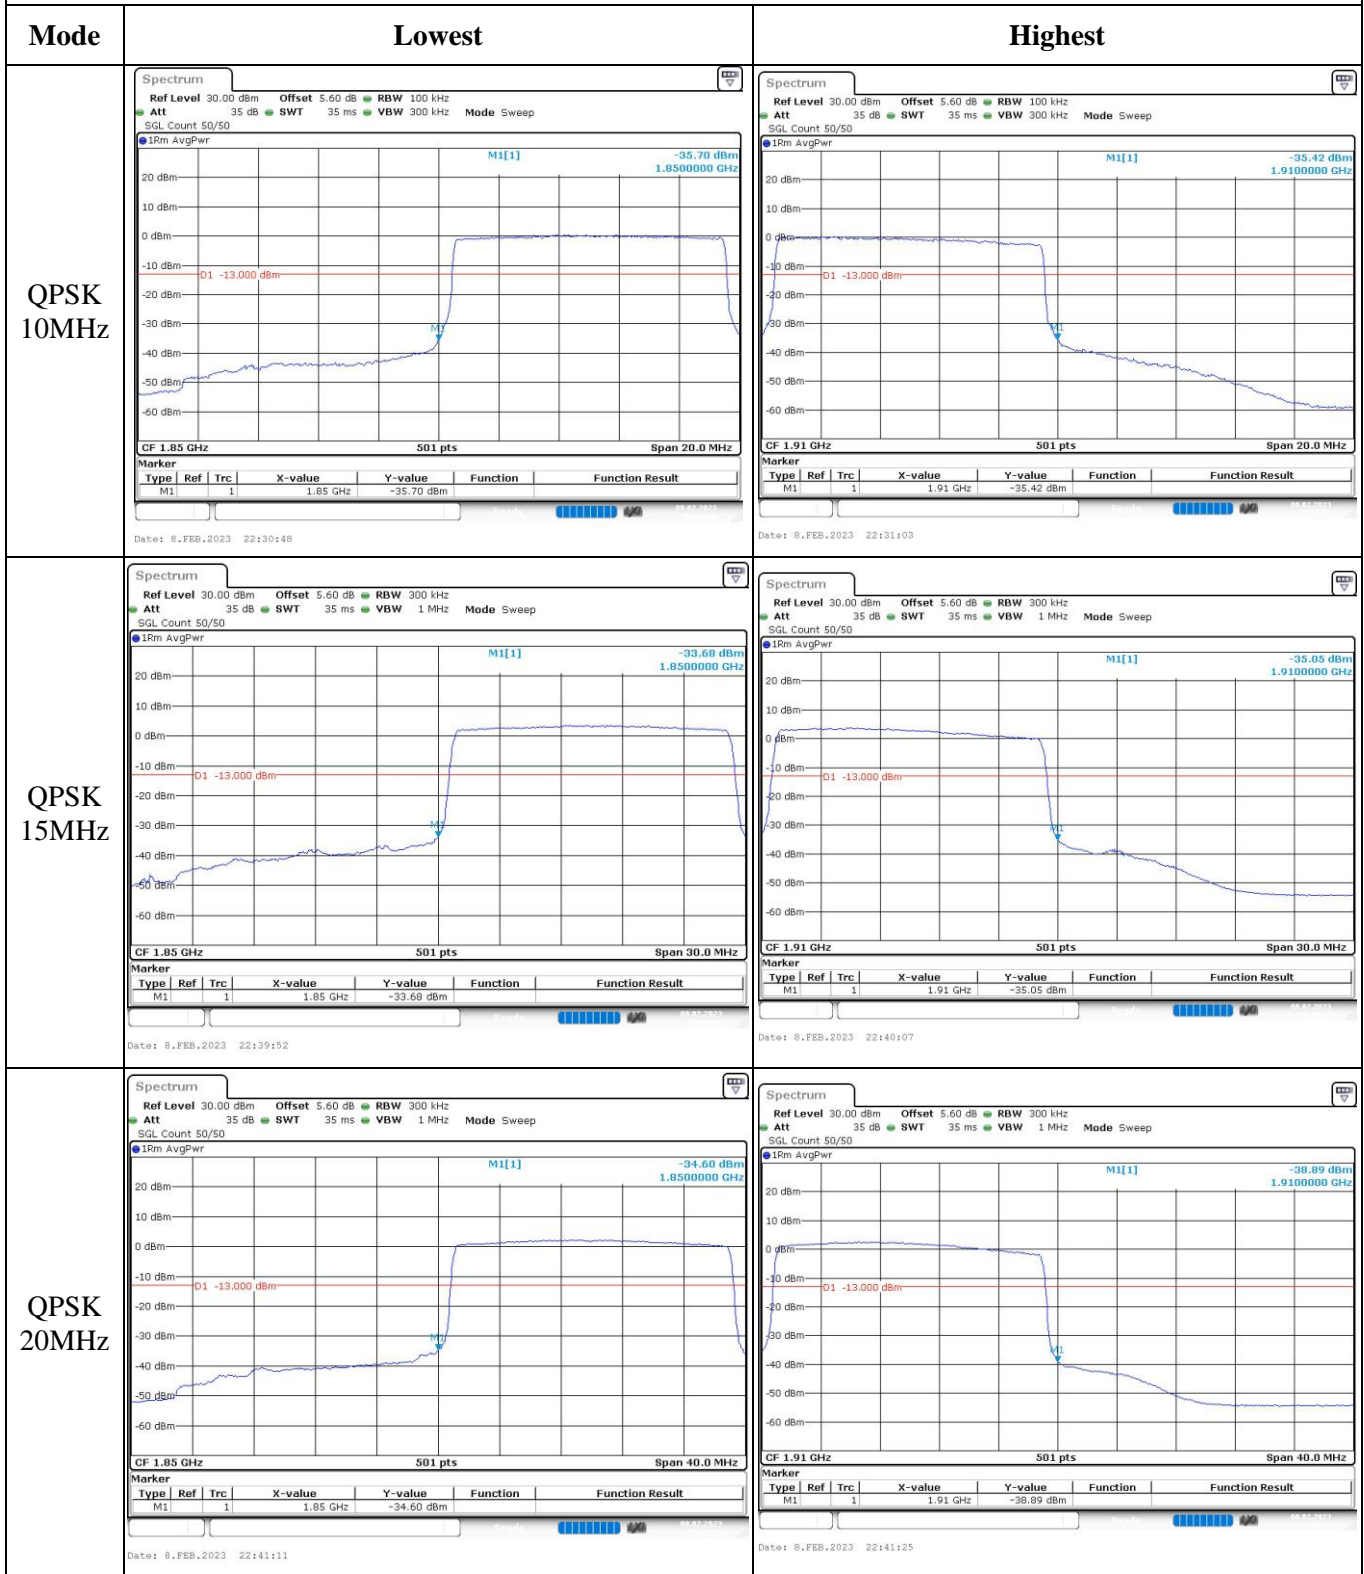 Mode Lowest Highest
QPSK
10MHz
Spectrum
Ref Level 30.00 dBm Offset 5.60 dB RBW 100 kHz
Att 35 dB SWT 35 ms VBW 300 kHz Mode Sweep
SGL Count 50/50
1Rm AvgPwr
M1[1] -35.70 dBm
1.8500000 GHz
20 dBm
10 dBm
0 dBm
-10 dBm
D1 -13.000 dBm
-20 dBm
-30 dBm
M1
-40 dBm
-50 dBm
-60 dBm
CF 1.85 GHz 501 pts Span 20.0 MHz
Marker
Type Ref Trc X-value Y-value Function Function Result
M1 1 1.85 GHz -35.70 dBm
Date: 8.FEB.2023 22:30:48
Spectrum
Ref Level 30.00 dBm Offset 5.60 dB RBW 100 kHz
Att 35 dB SWT 35 ms VBW 300 kHz Mode Sweep
SGL Count 50/50
1Rm AvgPwr
M1[1] -35.42 dBm
1.9100000 GHz
20 dBm
10 dBm
0 dBm
-10 dBm
D1 -13.000 dBm
-20 dBm
-30 dBm
M1
-40 dBm
-50 dBm
-60 dBm
CF 1.91 GHz 501 pts Span 20.0 MHz
Marker
Type Ref Trc X-value Y-value Function Function Result
M1 1 1.91 GHz -35.42 dBm
Date: 8.FEB.2023 22:31:03
QPSK
15MHz
Spectrum
Ref Level 30.00 dBm Offset 5.60 dB RBW 300 kHz
Att 35 dB SWT 35 ms VBW 1 MHz Mode Sweep
SGL Count 50/50
1Rm AvgPwr
M1[1] -33.68 dBm
1.8500000 GHz
20 dBm
10 dBm
0 dBm
-10 dBm
D1 -13.000 dBm
-20 dBm
-30 dBm
M1
-40 dBm
-50 dBm
-60 dBm
CF 1.85 GHz 501 pts Span 30.0 MHz
Marker
Type Ref Trc X-value Y-value Function Function Result
M1 1 1.85 GHz -33.68 dBm
Date: 8.FEB.2023 22:39:52
Spectrum
Ref Level 30.00 dBm Offset 5.60 dB RBW 300 kHz
Att 35 dB SWT 35 ms VBW 1 MHz Mode Sweep
SGL Count 50/50
1Rm AvgPwr
M1[1] -35.05 dBm
1.9100000 GHz
20 dBm
10 dBm
0 dBm
-10 dBm
D1 -13.000 dBm
-20 dBm
-30 dBm
M1
-40 dBm
-50 dBm
-60 dBm
CF 1.91 GHz 501 pts Span 30.0 MHz
Marker
Type Ref Trc X-value Y-value Function Function Result
M1 1 1.91 GHz -35.05 dBm
Date: 8.FEB.2023 22:40:07
QPSK
20MHz
Spectrum
Ref Level 30.00 dBm Offset 5.60 dB RBW 300 kHz
Att 35 dB SWT 35 ms VBW 1 MHz Mode Sweep
SGL Count 50/50
1Rm AvgPwr
M1[1] -34.60 dBm
1.8500000 GHz
20 dBm
10 dBm
0 dBm
-10 dBm
D1 -13.000 dBm
-20 dBm
-30 dBm
M1
-40 dBm
-50 dBm
-60 dBm
CF 1.85 GHz 501 pts Span 40.0 MHz
Marker
Type Ref Trc X-value Y-value Function Function Result
M1 1 1.85 GHz -34.60 dBm
Date: 8.FEB.2023 22:41:11
Spectrum
Ref Level 30.00 dBm Offset 5.60 dB RBW 300 kHz
Att 35 dB SWT 35 ms VBW 1 MHz Mode Sweep
SGL Count 50/50
1Rm AvgPwr
M1[1] -38.89 dBm
1.9100000 GHz
20 dBm
10 dBm
0 dBm
-10 dBm
D1 -13.000 dBm
-20 dBm
-30 dBm
M1
-40 dBm
-50 dBm
-60 dBm
CF 1.91 GHz 501 pts Span 40.0 MHz
Marker
Type Ref Trc X-value Y-value Function Function Result
M1 1 1.91 GHz -38.89 dBm
Date: 8.FEB.2023 22:41:25